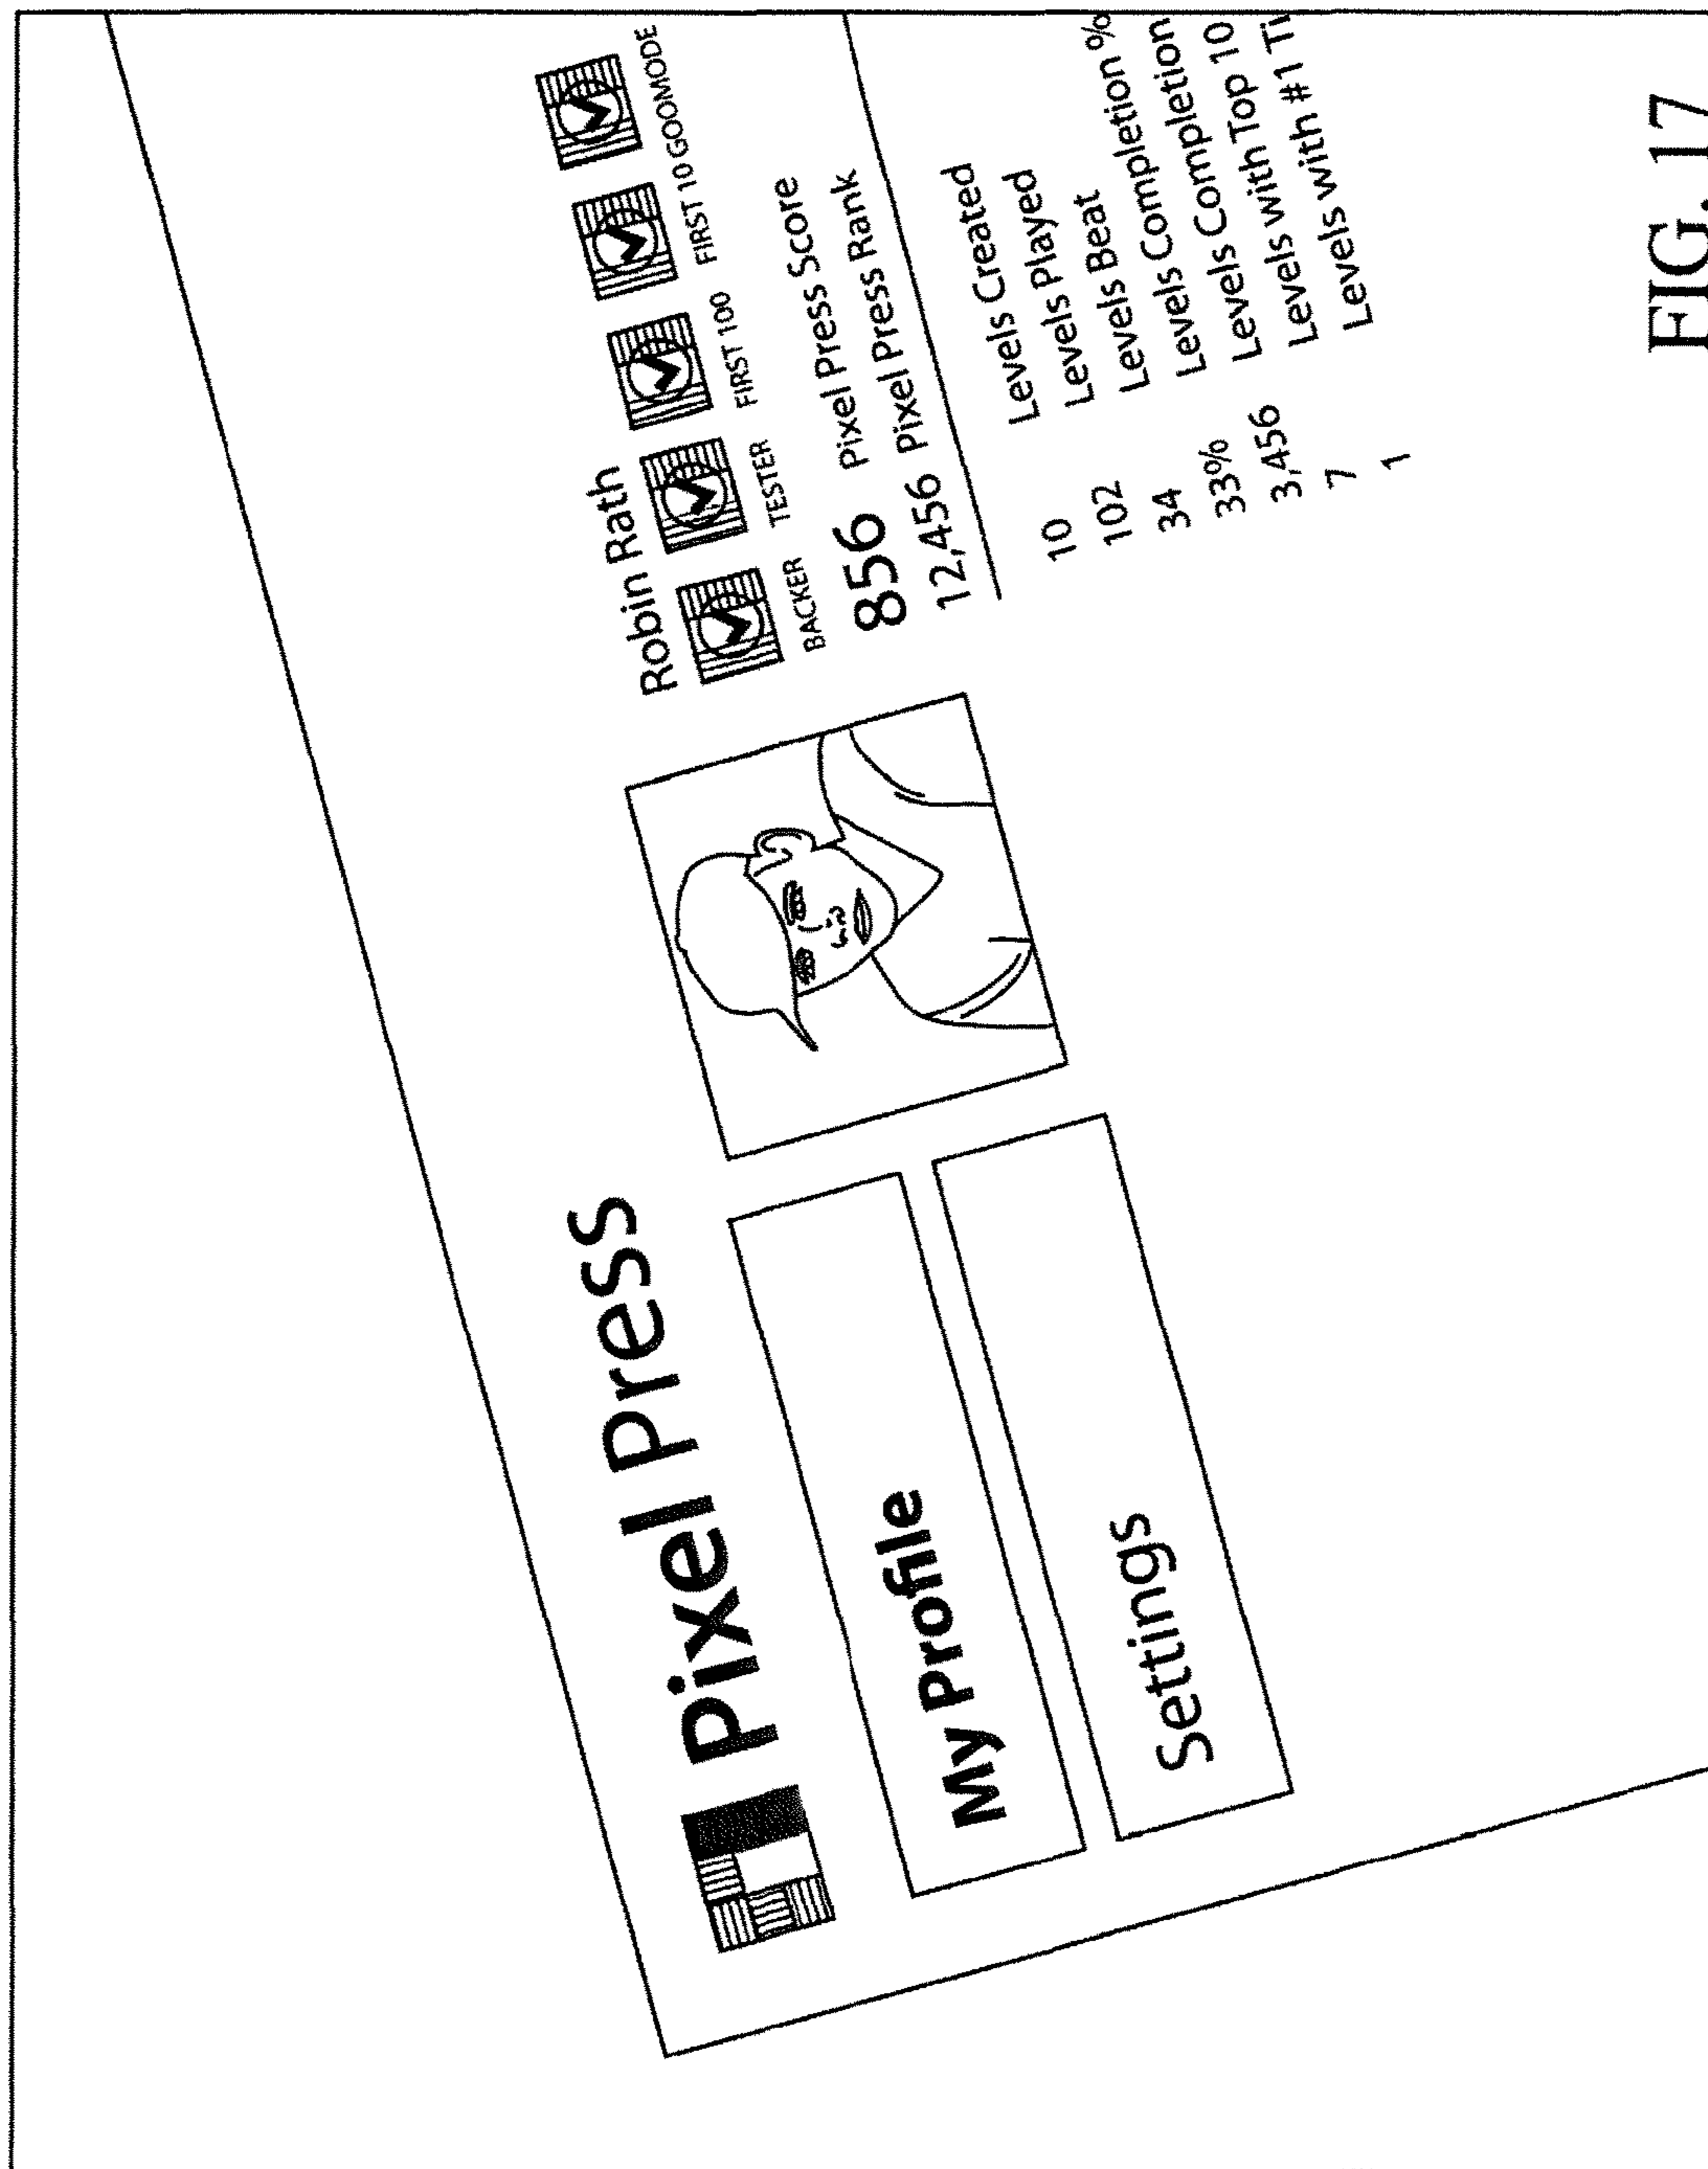 Pixel Press
My Profile
Settings
Robin Rath
BACKER TESTER FIRST 100 FIRST 10 GOOMODE
856 Pixel Press Score
12,456 Pixel Press Rank
10 Levels Created
102 Levels Played
34 Levels Beat
33% Levels Completion %
3,456 Levels Completion
7 Levels with Top 10
1 Levels with #1 Ti
FIG. 17